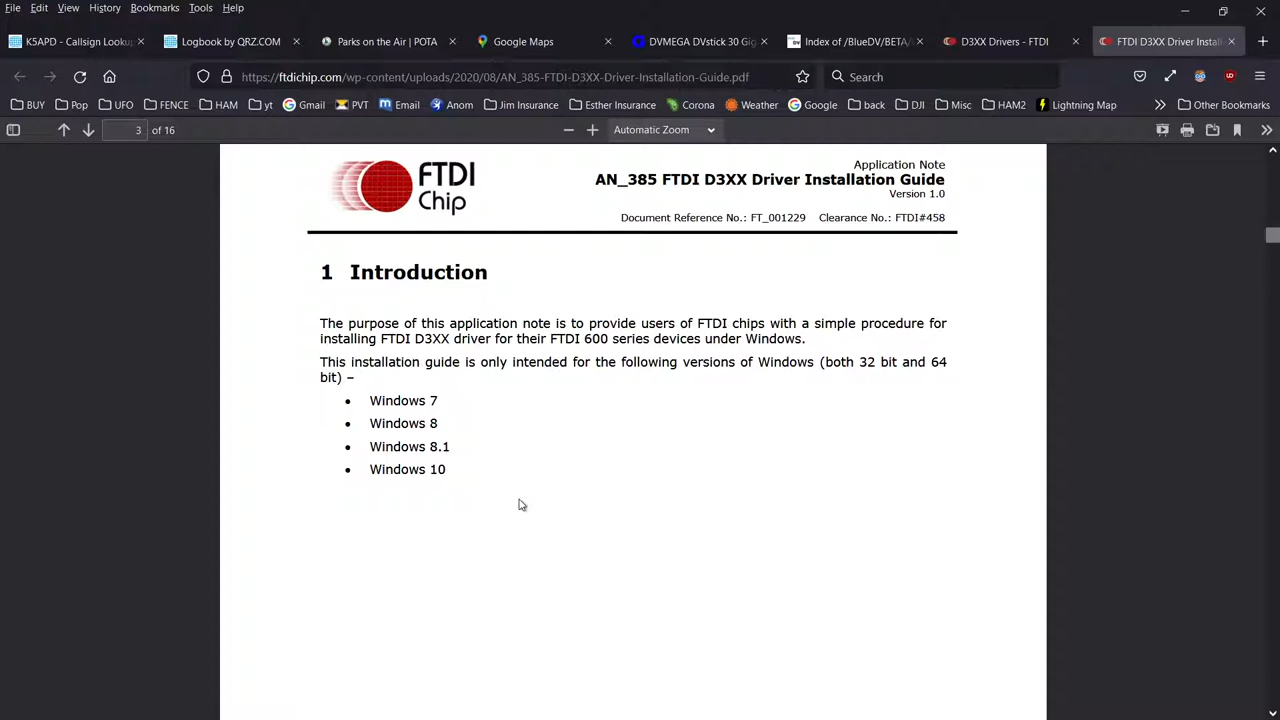 File Edit View History Bookmarks Tools Help
K5APD - Callsign Looku
Logbook by QRZ.COM
Parks on the Air | POTA
Google Maps
DVMEGA DVstick 30 Gig
Index of /BlueDV/BETA/
D3XX Drivers - FTDI
FTDI D3XX Driver Install
https://ftdichip.com/wp-content/uploads/2020/08/AN_385-FTDI-D3XX-Driver-Installation-Guide.pdf
Search
BUY Pop UFO FENCE HAM yt Gmail PVT Email Anom Jim Insurance Esther Insurance Corona Weather Google back DJI Misc HAM2 Lightning Map Other Bookmarks
3 of 16
Automatic Zoom
FTDI
Chip
Application Note
AN_385 FTDI D3XX Driver Installation Guide
Version 1.0
Document Reference No.: FT_001229 Clearance No.: FTDI#458
1 Introduction
The purpose of this application note is to provide users of FTDI chips with a simple procedure for
installing FTDI D3XX driver for their FTDI 600 series devices under Windows.
This installation guide is only intended for the following versions of Windows (both 32 bit and 64
bit) –
• Windows 7
• Windows 8
• Windows 8.1
• Windows 10